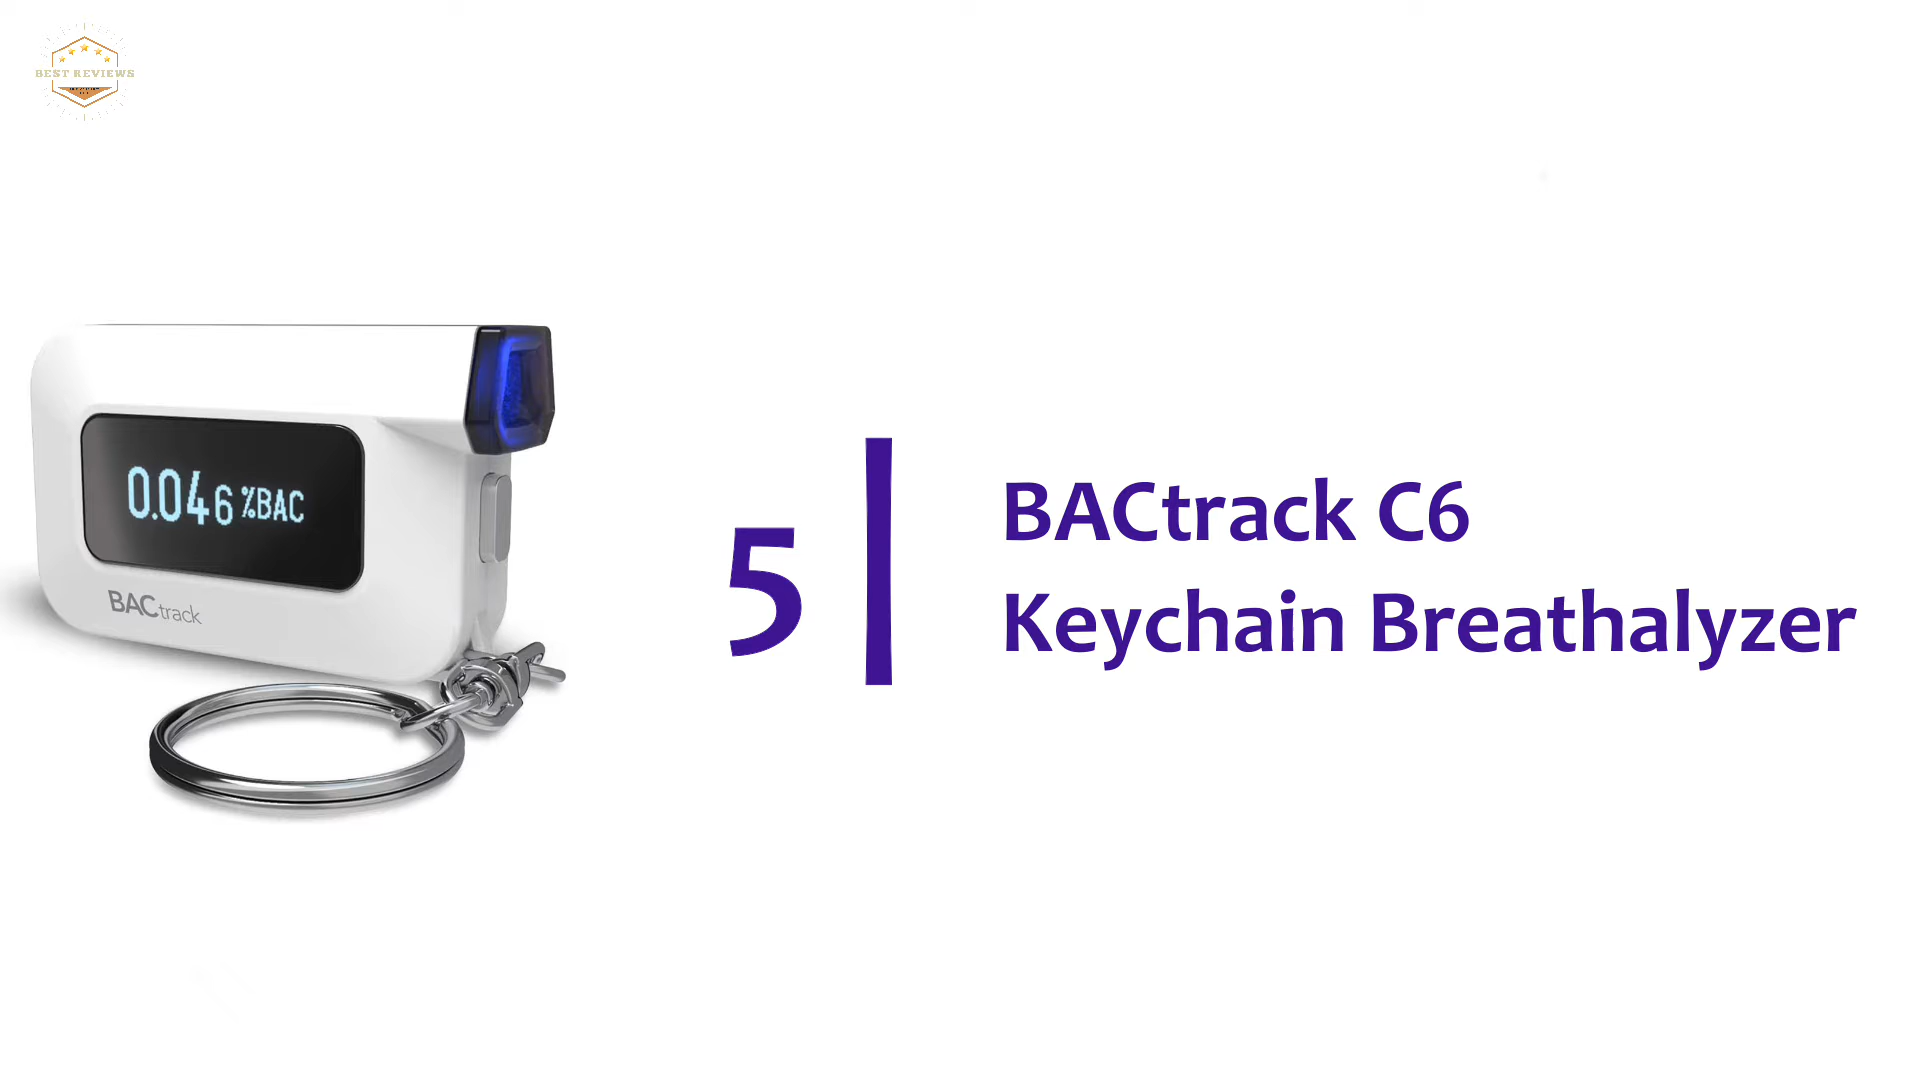 BEST REVIEWS
0.046 %BAC
BACtrack
5
BACtrack C6
Keychain Breathalyzer